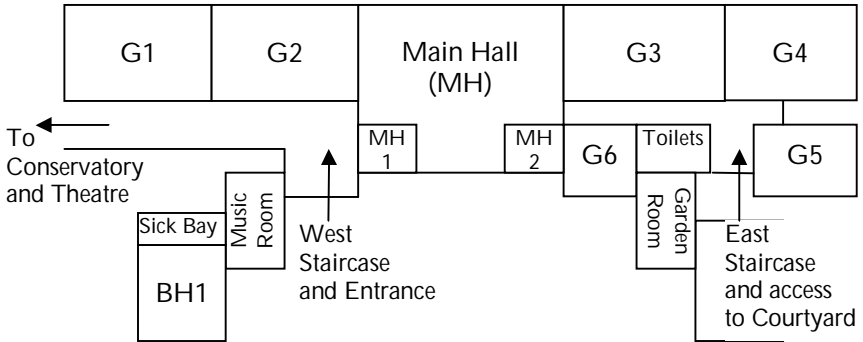 G1
G2
Main Hall
(MH)
G3
G4
To
Conservatory
and Theatre
MH
1
MH
2
G6
Toilets
G5
Sick Bay
Music
Room
BH1
West
Staircase
and Entrance
Garden
Room
East
Staircase
and access
to Courtyard